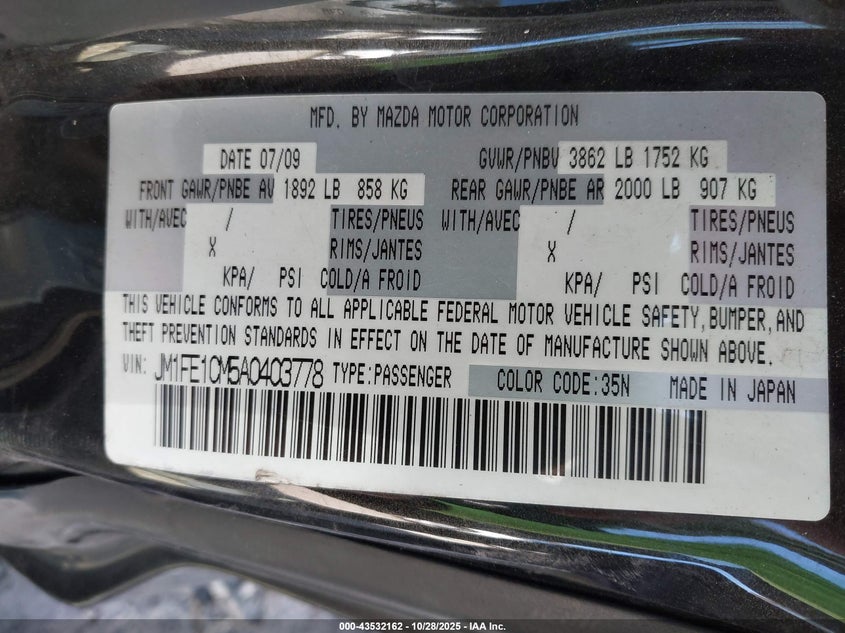 MFD. BY MAZDA MOTOR CORPORATION
DATE 07/09 GVWR/PNBV 3862 LB 1752 KG
FRONT GAWR/PNBE AV 1892 LB 858 KG REAR GAWR/PNBE AR 2000 LB 907 KG
WITH/AVEC / TIRES/PNEUS WITH/AVEC / TIRES/PNEUS
X RIMS/JANTES X RIMS/JANTES
KPA/ PSI COLD/A FROID KPA/ PSI COLD/A FROID
THIS VEHICLE CONFORMS TO ALL APPLICABLE FEDERAL MOTOR VEHICLE SAFETY, BUMPER, AND
THEFT PREVENTION STANDARDS IN EFFECT ON THE DATE OF MANUFACTURE SHOWN ABOVE.
VIN: JM1FE1CM5A0403778 TYPE:PASSENGER COLOR CODE:35N MADE IN JAPAN
000-43532162 - 10/28/2025 - IAA Inc.